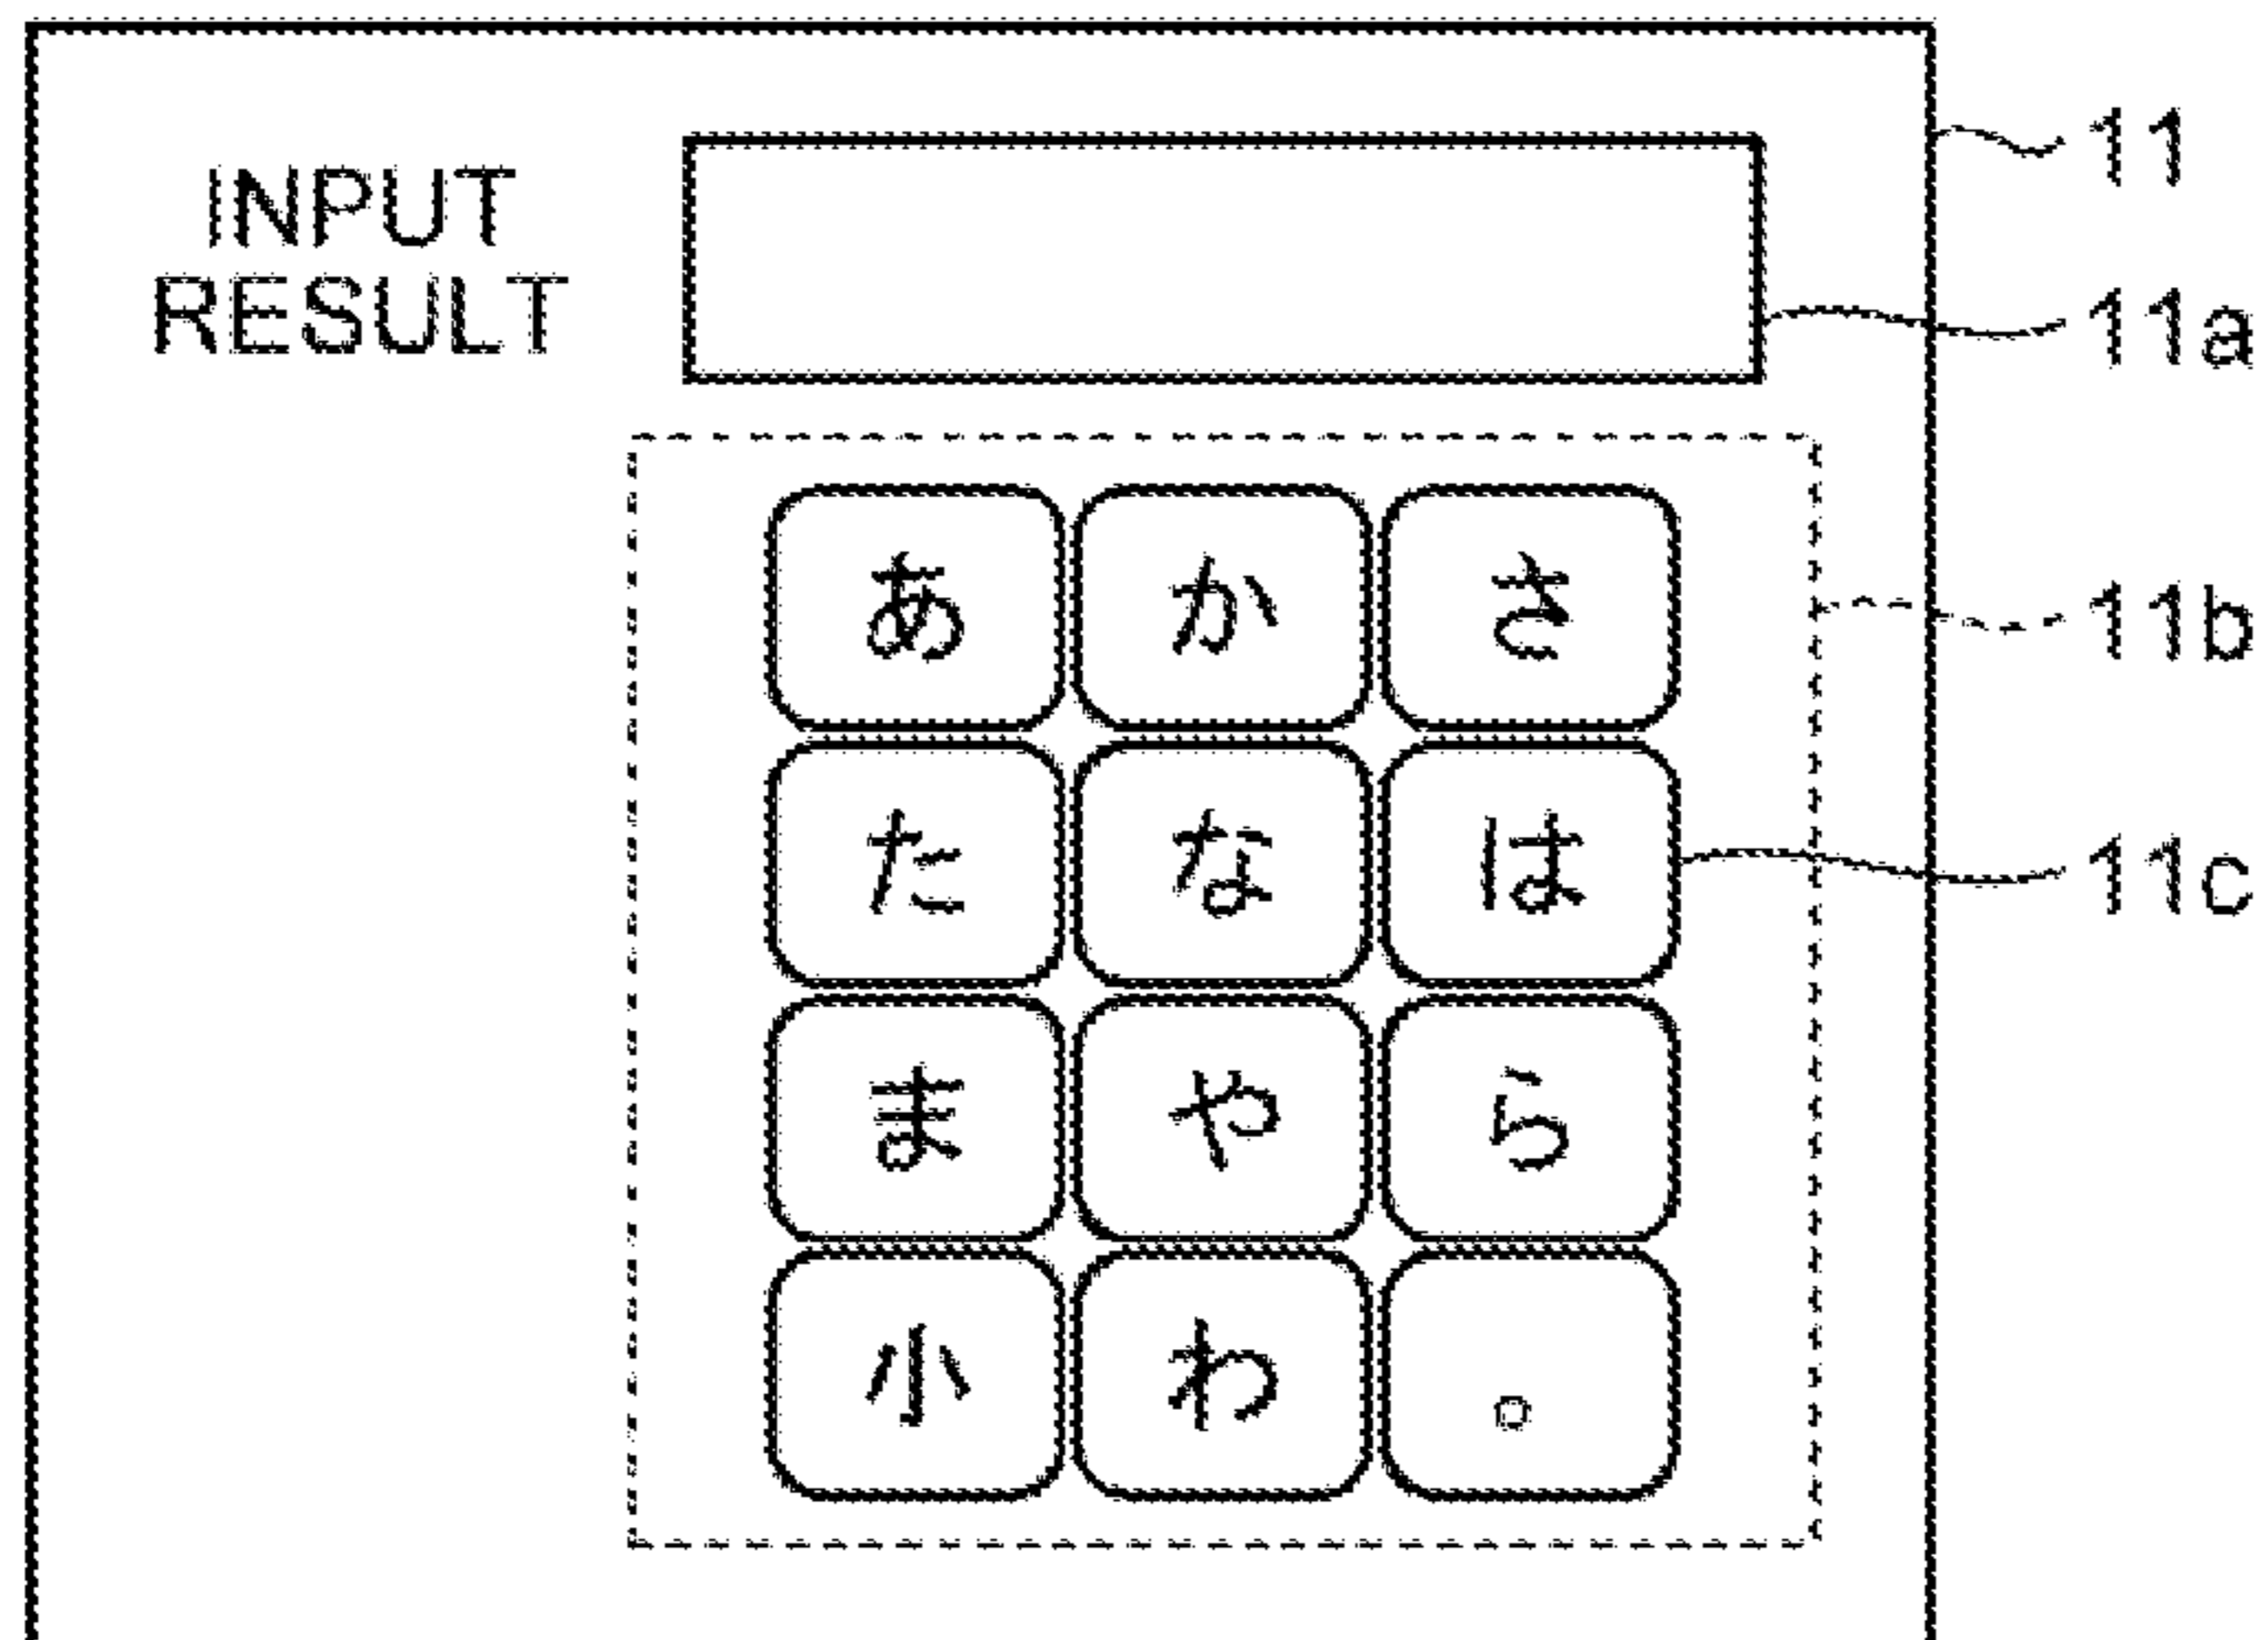 INPUT
RESULT
11
11a
あ か さ
11b
た な は
11c
ま や ら
小 わ 。